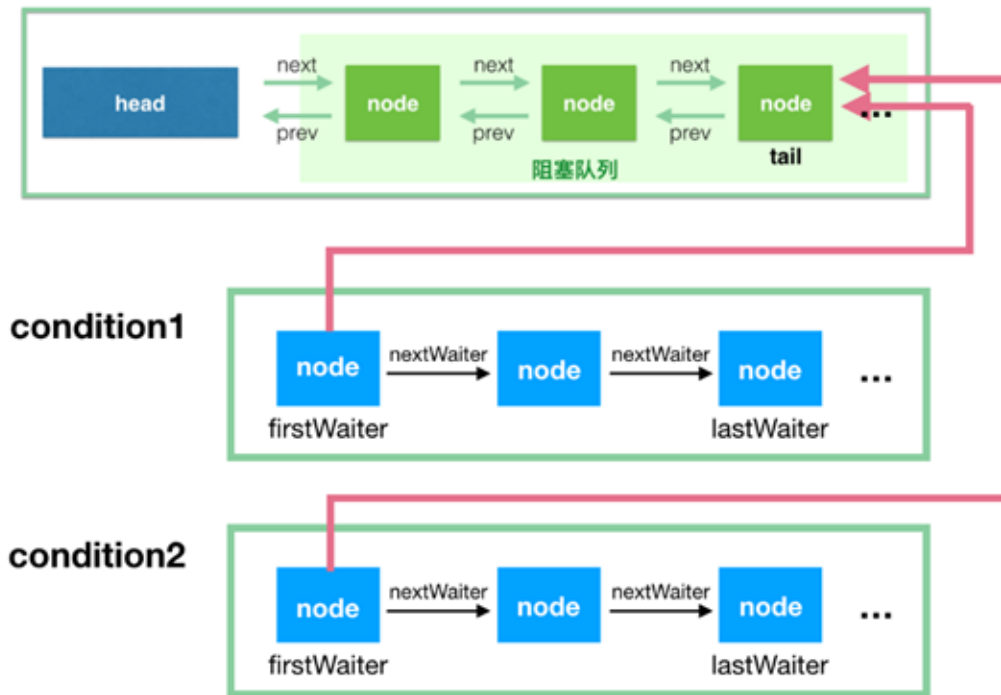 next next next
head node node node ...
prev prev prev
tail
阻塞队列
condition1
node nextWaiter node nextWaiter node ...
firstWaiter lastWaiter
condition2
node nextWaiter node nextWaiter node ...
firstWaiter lastWaiter